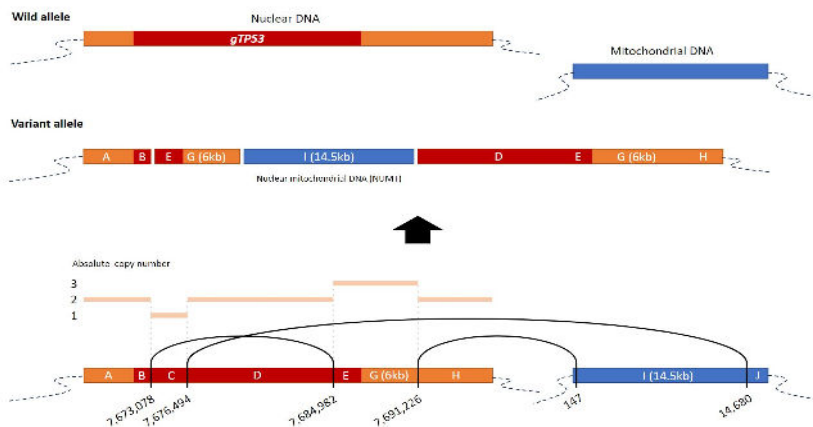 Wild allele
Nuclear DNA
gTP53
Mitochondrial DNA
Variant allele
A B E G (6kb) I (14.5kb) D E G (6kb) H
Nuclear mitochondrial DNA (NUMT)
Absolute copy number
3
2
1
A B C D E G (6kb) H I (14.5kb) J
7,673,078 7,676,494 7,684,982 7,691,226 147 14,680